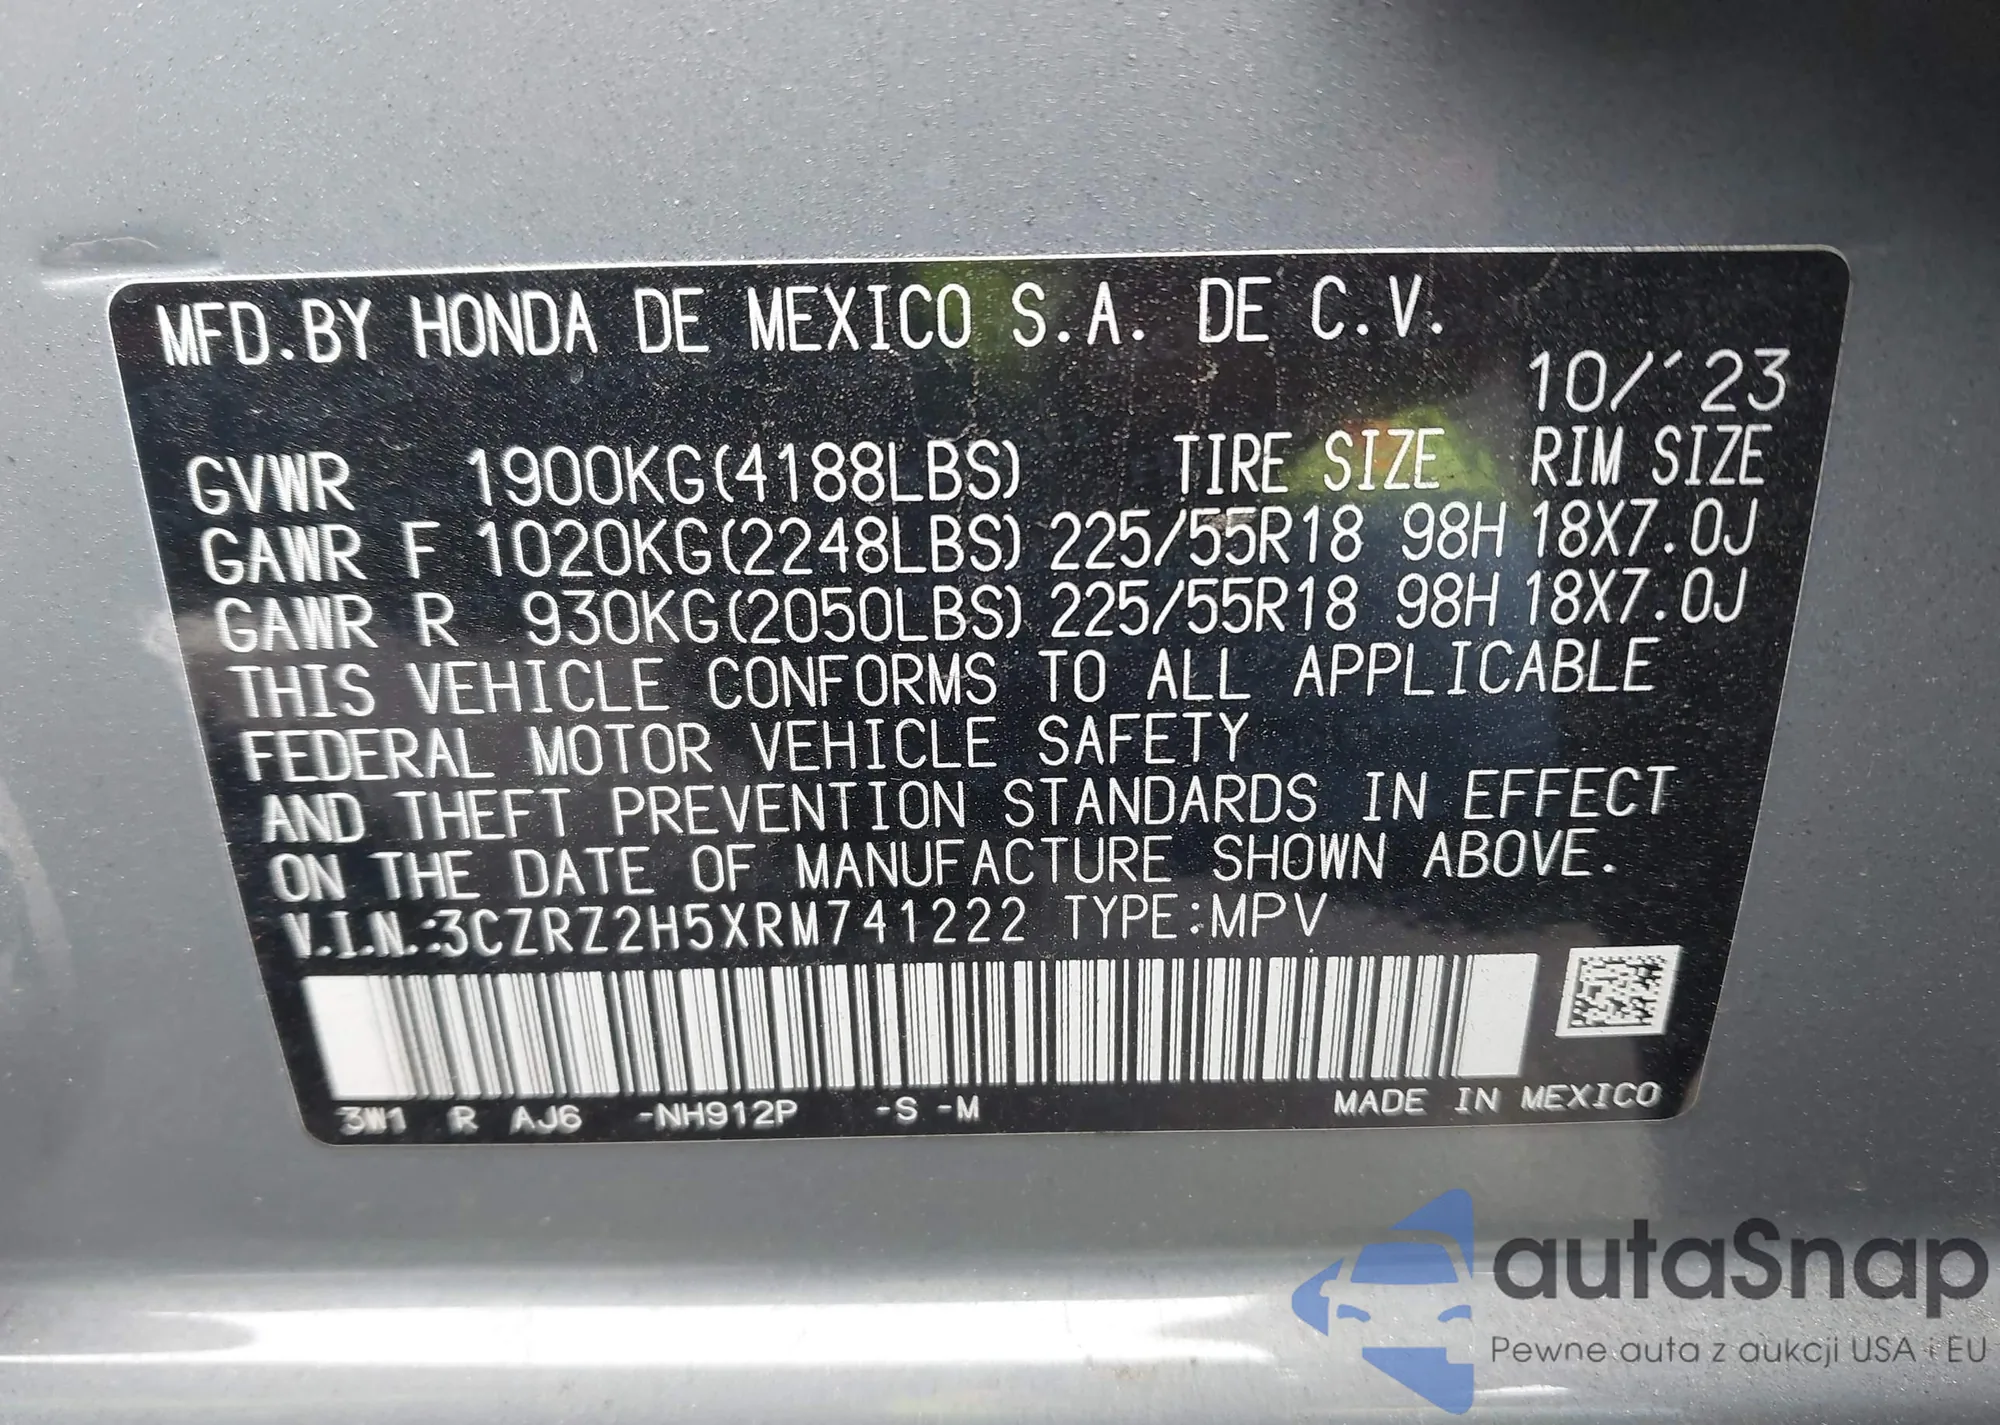 MFD.BY HONDA DE MEXICO S.A. DE C.V.
10/'23
GVWR 1900KG(4188LBS) TIRE SIZE RIM SIZE
GAWR F 1020KG(2248LBS) 225/55R18 98H 18X7.0J
GAWR R 930KG(2050LBS) 225/55R18 98H 18X7.0J
THIS VEHICLE CONFORMS TO ALL APPLICABLE
FEDERAL MOTOR VEHICLE SAFETY
AND THEFT PREVENTION STANDARDS IN EFFECT
ON THE DATE OF MANUFACTURE SHOWN ABOVE.
V.I.N.:3CZRZ2H5XRM741222 TYPE:MPV
3W1 R AJ6 -NH912P -S -M MADE IN MEXICO
autaSnap
Pewne auta z aukcji USA i EU